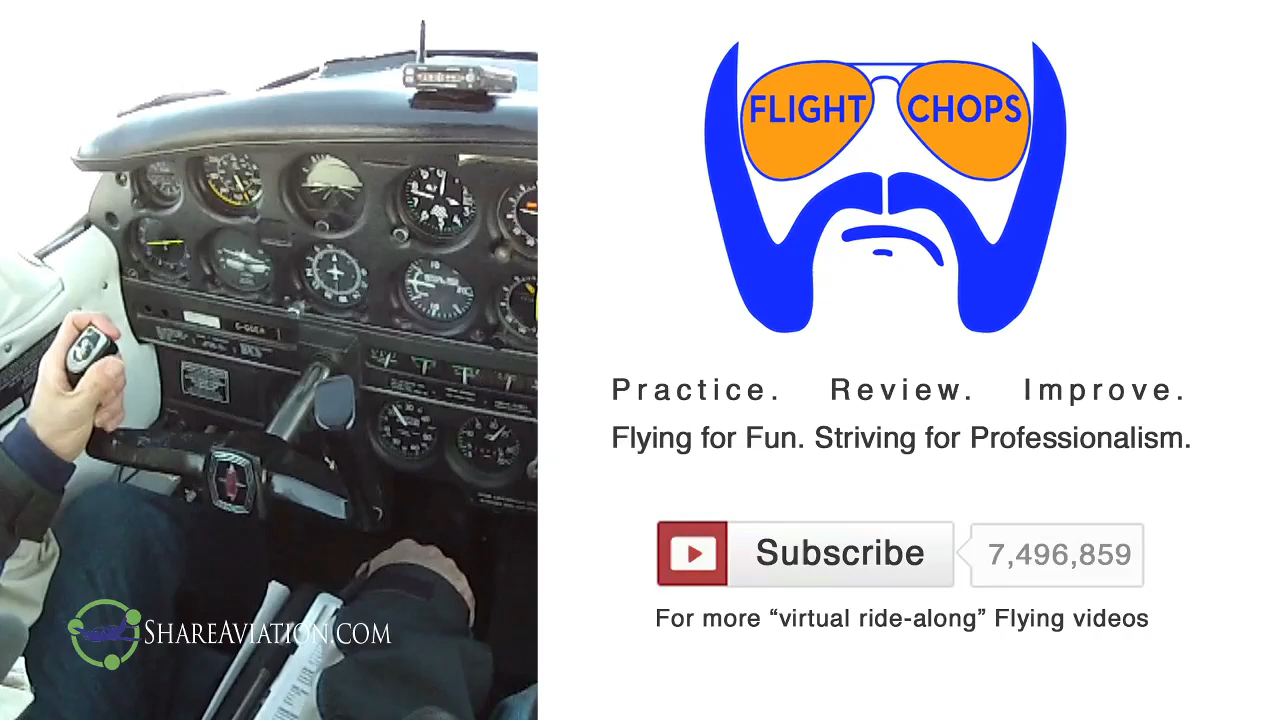 FLIGHT CHOPS
Practice. Review. Improve.
Flying for Fun. Striving for Professionalism.
Subscribe 7,496,859
For more “virtual ride-along” Flying videos
SHAREAVIATION.COM